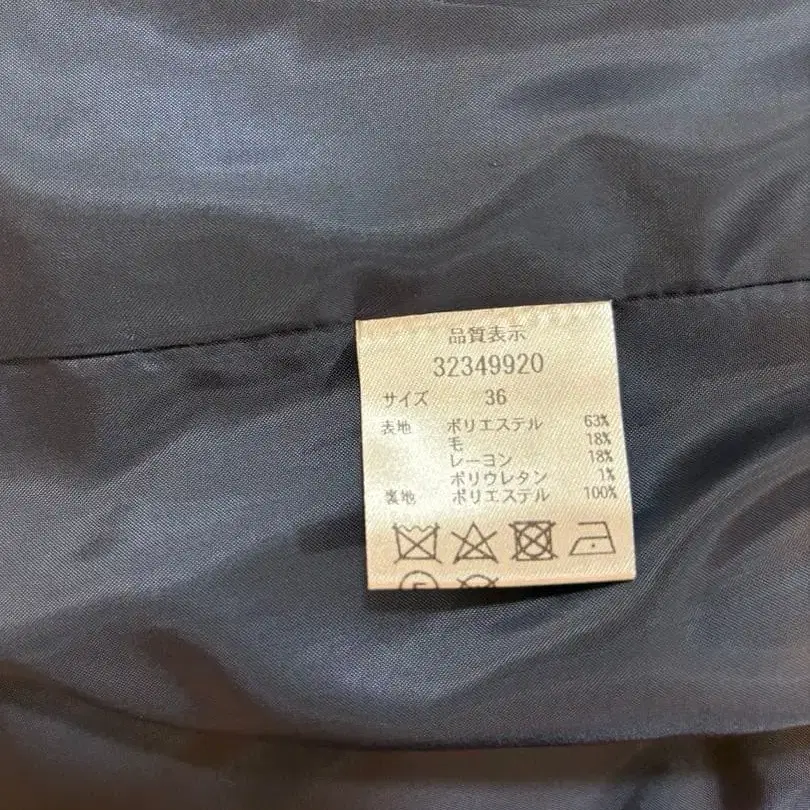 品質表示
32349920
サイズ 36
表地 ポリエステル 63%
毛 18%
レーヨン 18%
ポリウレタン 1%
裏地 ポリエステル 100%